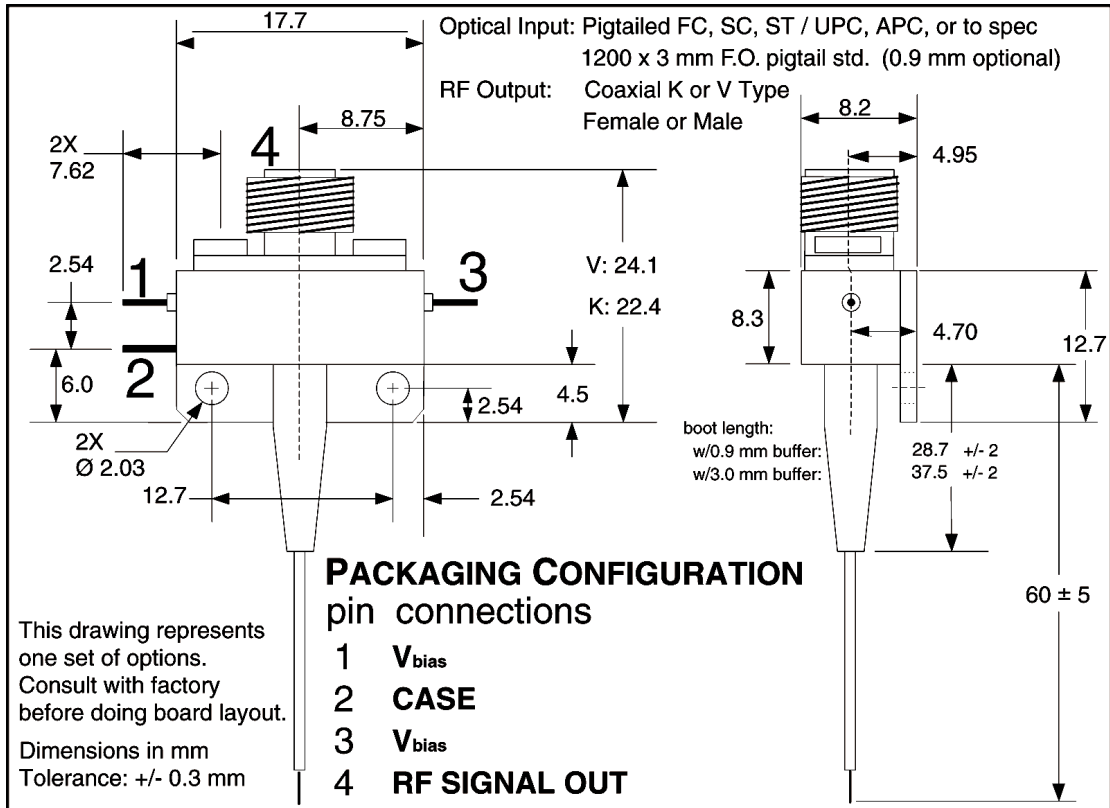 17.7
Optical Input: Pigtailed FC, SC, ST / UPC, APC, or to spec
1200 x 3 mm F.O. pigtail std. (0.9 mm optional)
RF Output: Coaxial K or V Type
Female or Male
8.75
8.2
4
2X
7.62
4.95
2.54
1
3
V: 24.1
K: 22.4
8.3
4.70
12.7
2
6.0
4.5
2.54
2X
Ø 2.03
boot length:
w/0.9 mm buffer: 28.7 +/- 2
w/3.0 mm buffer: 37.5 +/- 2
12.7
2.54
PACKAGING CONFIGURATION
pin connections
60 ± 5
1 Vbias
2 CASE
3 Vbias
4 RF SIGNAL OUT
This drawing represents
one set of options.
Consult with factory
before doing board layout.
Dimensions in mm
Tolerance: +/- 0.3 mm